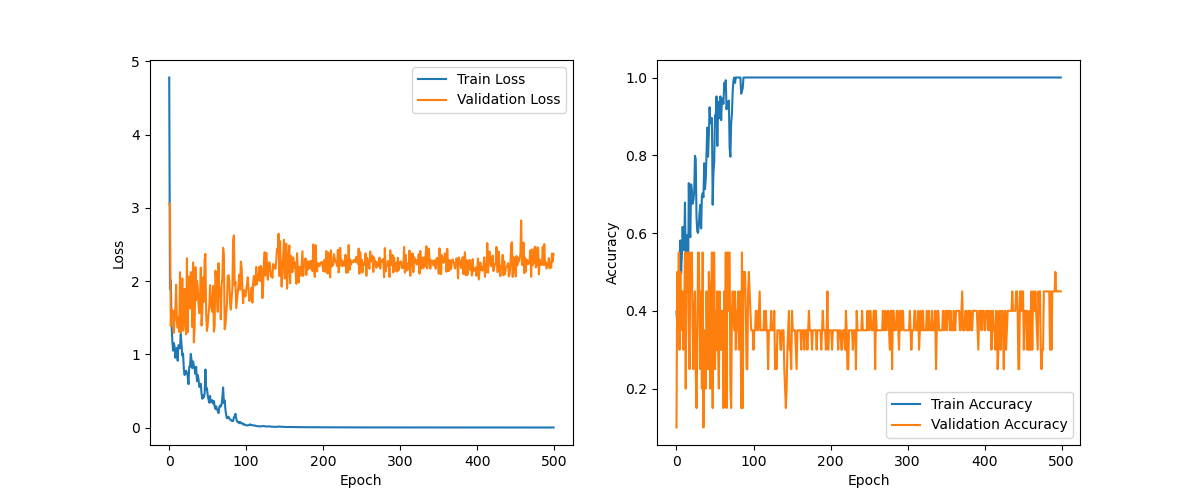 5
4
3
2
1
0
Loss
0 100 200 300 400 500
Epoch
Train Loss
Validation Loss
1.0
0.8
0.6
0.4
0.2
Accuracy
0 100 200 300 400 500
Epoch
Train Accuracy
Validation Accuracy